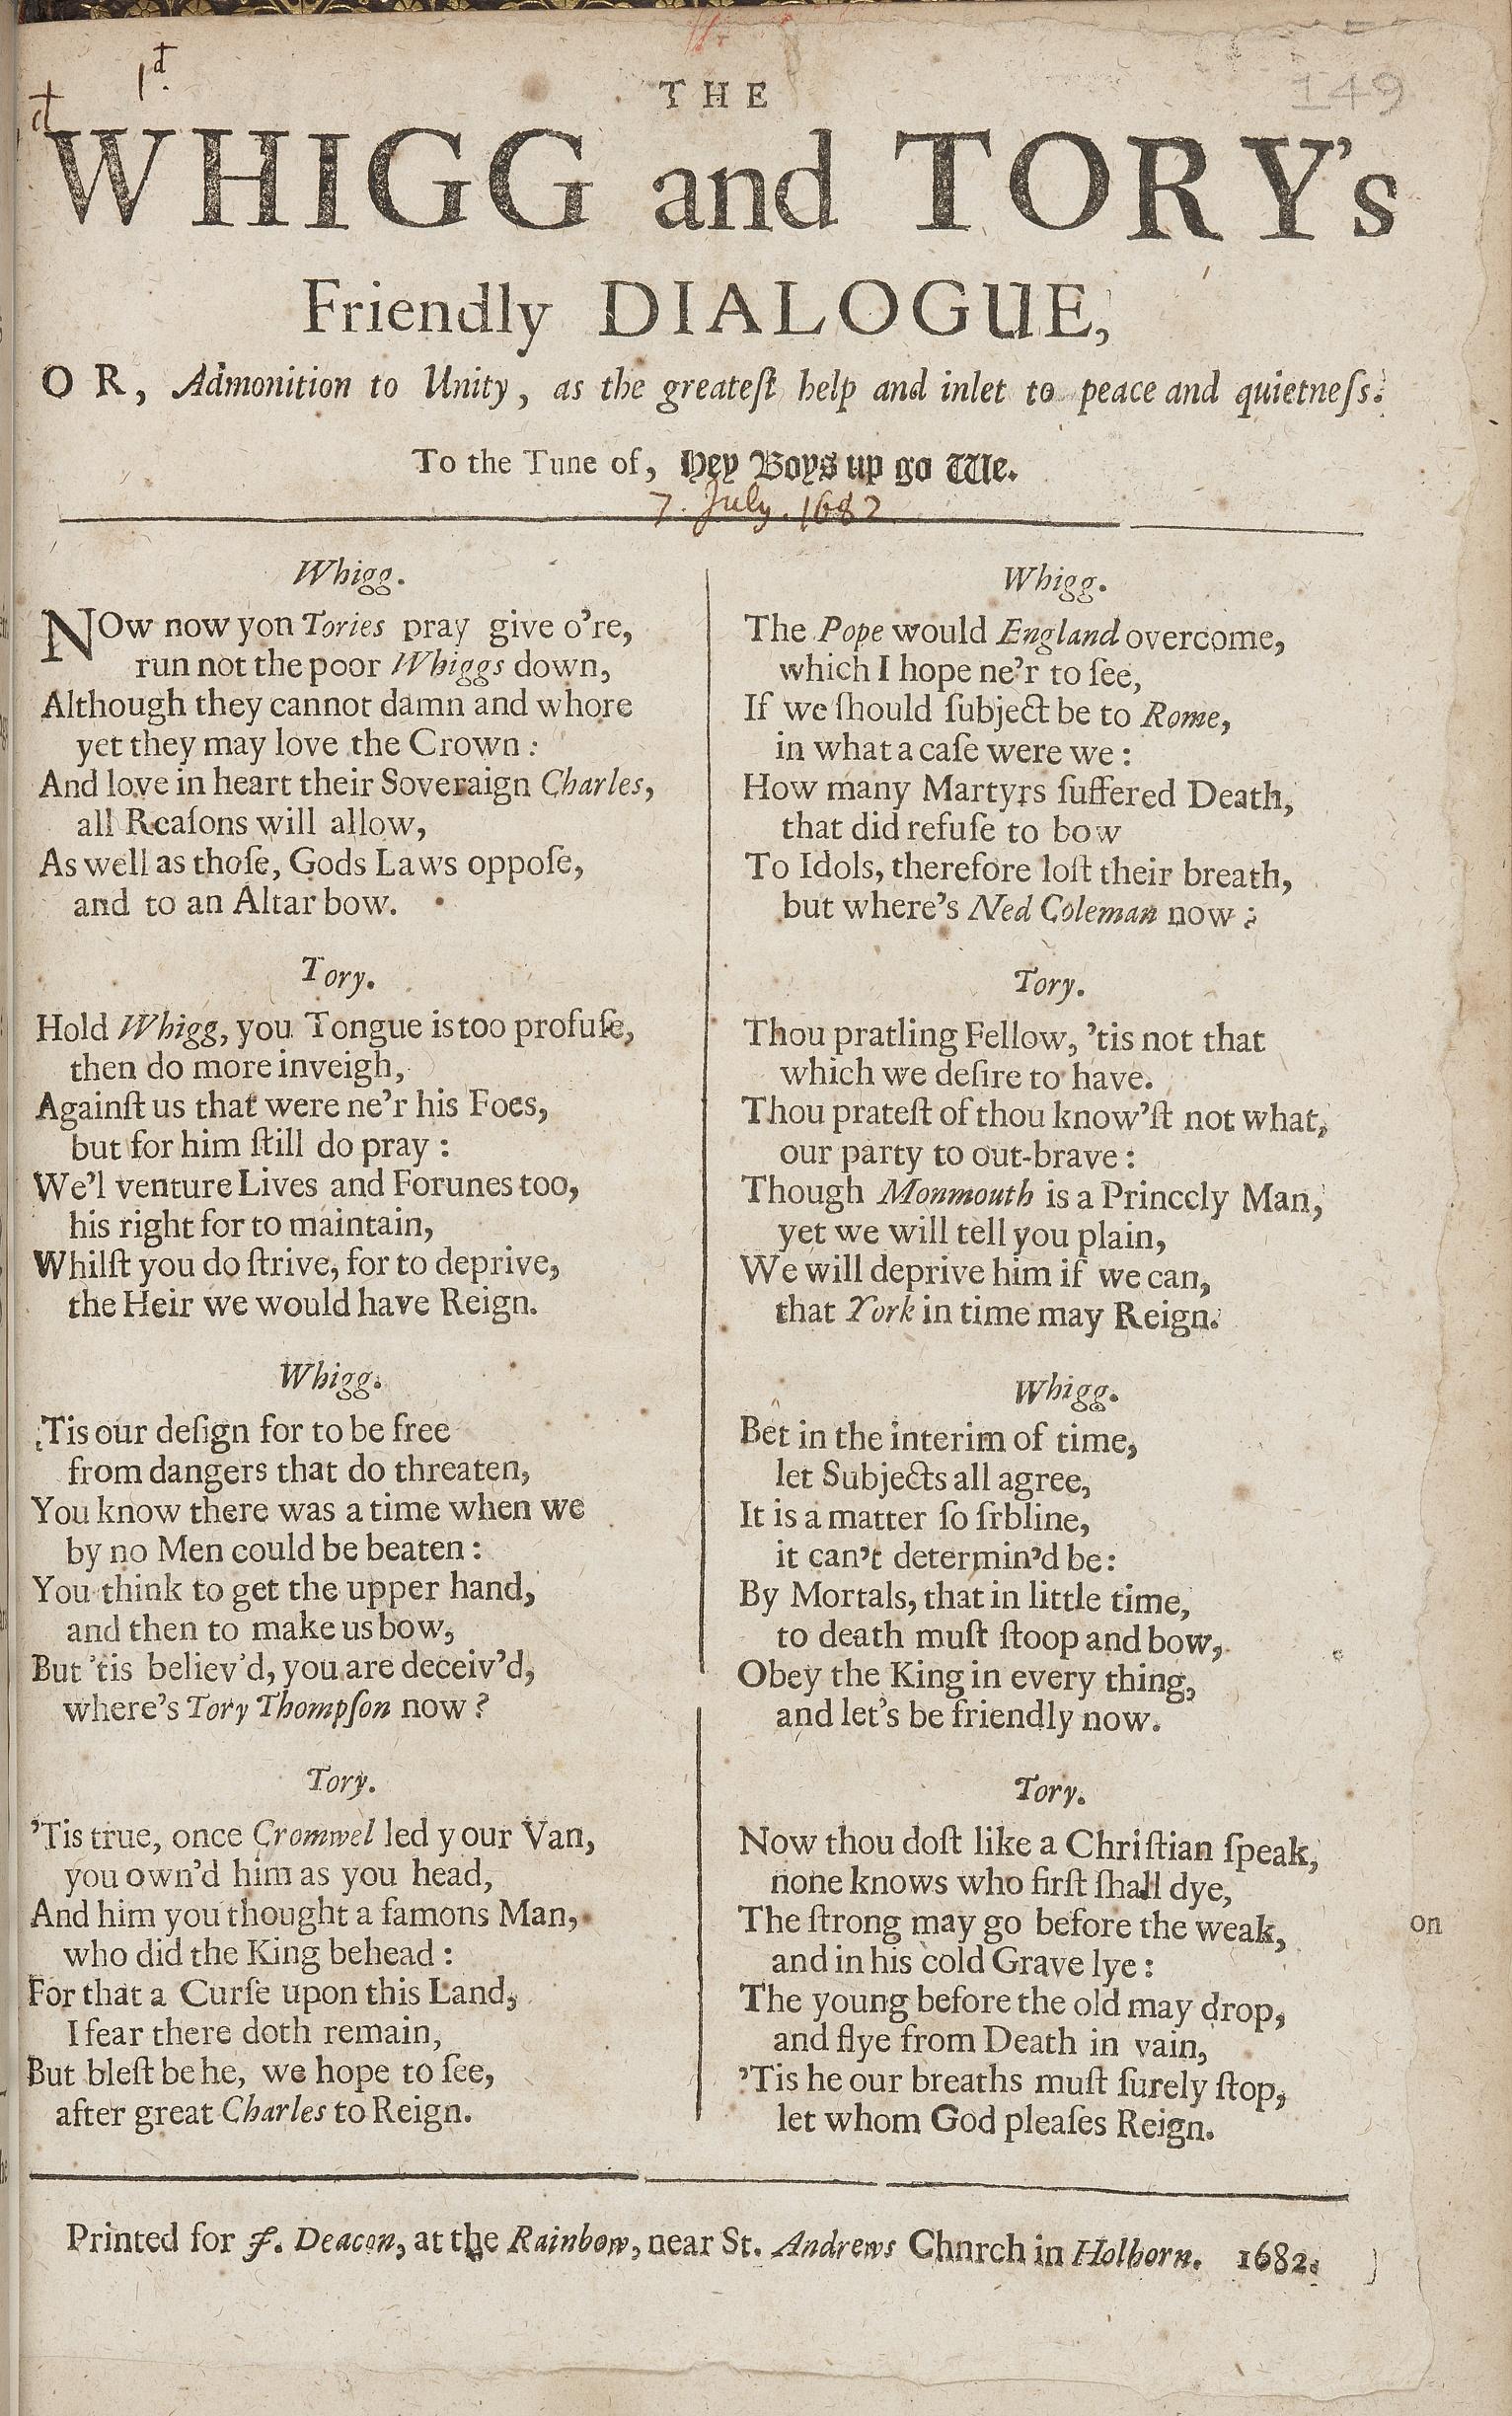 1d.
149
THE
WHIGG and TORY's
Friendly DIALOGUE,
OR, Admonition to Unity, as the greateſt help and inlet to peace and quietneſs.
To the Tune of, Hey Boys up go We.
7. July. 1682
Whigg.
NOw now yon Tories pray give o're,
run not the poor Whiggs down,
Although they cannot damn and whore
yet they may love the Crown :
And love in heart their Soveraign Charles,
all Reaſons will allow,
As well as thoſe, Gods Laws oppoſe,
and to an Altar bow.
Tory.
Hold Whigg, you Tongue is too profuſe,
then do more inveigh,
Againſt us that were ne'r his Foes,
but for him ſtill do pray :
We'l venture Lives and Forunes too,
his right for to maintain,
Whilſt you do ſtrive, for to deprive,
the Heir we would have Reign.
Whigg.
'Tis our deſign for to be free
from dangers that do threaten,
You know there was a time when we
by no Men could be beaten :
You think to get the upper hand,
and then to make us bow,
But 'tis believ'd, you are deceiv'd,
where's Tory Thompſon now ?
Tory.
'Tis true, once Cromwel led your Van,
you own'd him as you head,
And him you thought a famons Man,
who did the King behead :
For that a Curſe upon this Land,
I fear there doth remain,
But bleſt be he, we hope to ſee,
after great Charles to Reign.
Whigg.
The Pope would England overcome,
which I hope ne'r to ſee,
If we ſhould ſubject be to Rome,
in what a caſe were we :
How many Martyrs ſuffered Death,
that did refuſe to bow
To Idols, therefore loſt their breath,
but where's Ned Coleman now ;
Tory.
Thou pratling Fellow, 'tis not that
which we deſire to have.
Thou prateſt of thou know'ſt not what,
our party to out-brave :
Though Monmouth is a Princely Man,
yet we will tell you plain,
We will deprive him if we can,
that York in time may Reign.
Whigg.
Bet in the interim of time,
let Subjects all agree,
It is a matter ſo ſrbline,
it can't determin'd be :
By Mortals, that in little time,
to death muſt ſtoop and bow,
Obey the King in every thing,
and let's be friendly now.
Tory.
Now thou doſt like a Chriſtian ſpeak,
none knows who firſt ſhall dye,
The ſtrong may go before the weak,
and in his cold Grave lye :
The young before the old may drop,
and flye from Death in vain,
'Tis he our breaths muſt ſurely ſtop,
let whom God pleaſes Reign.
on
Printed for J. Deacon, at the Rainbow, near St. Andrews Chnrch in Holborn. 1682.